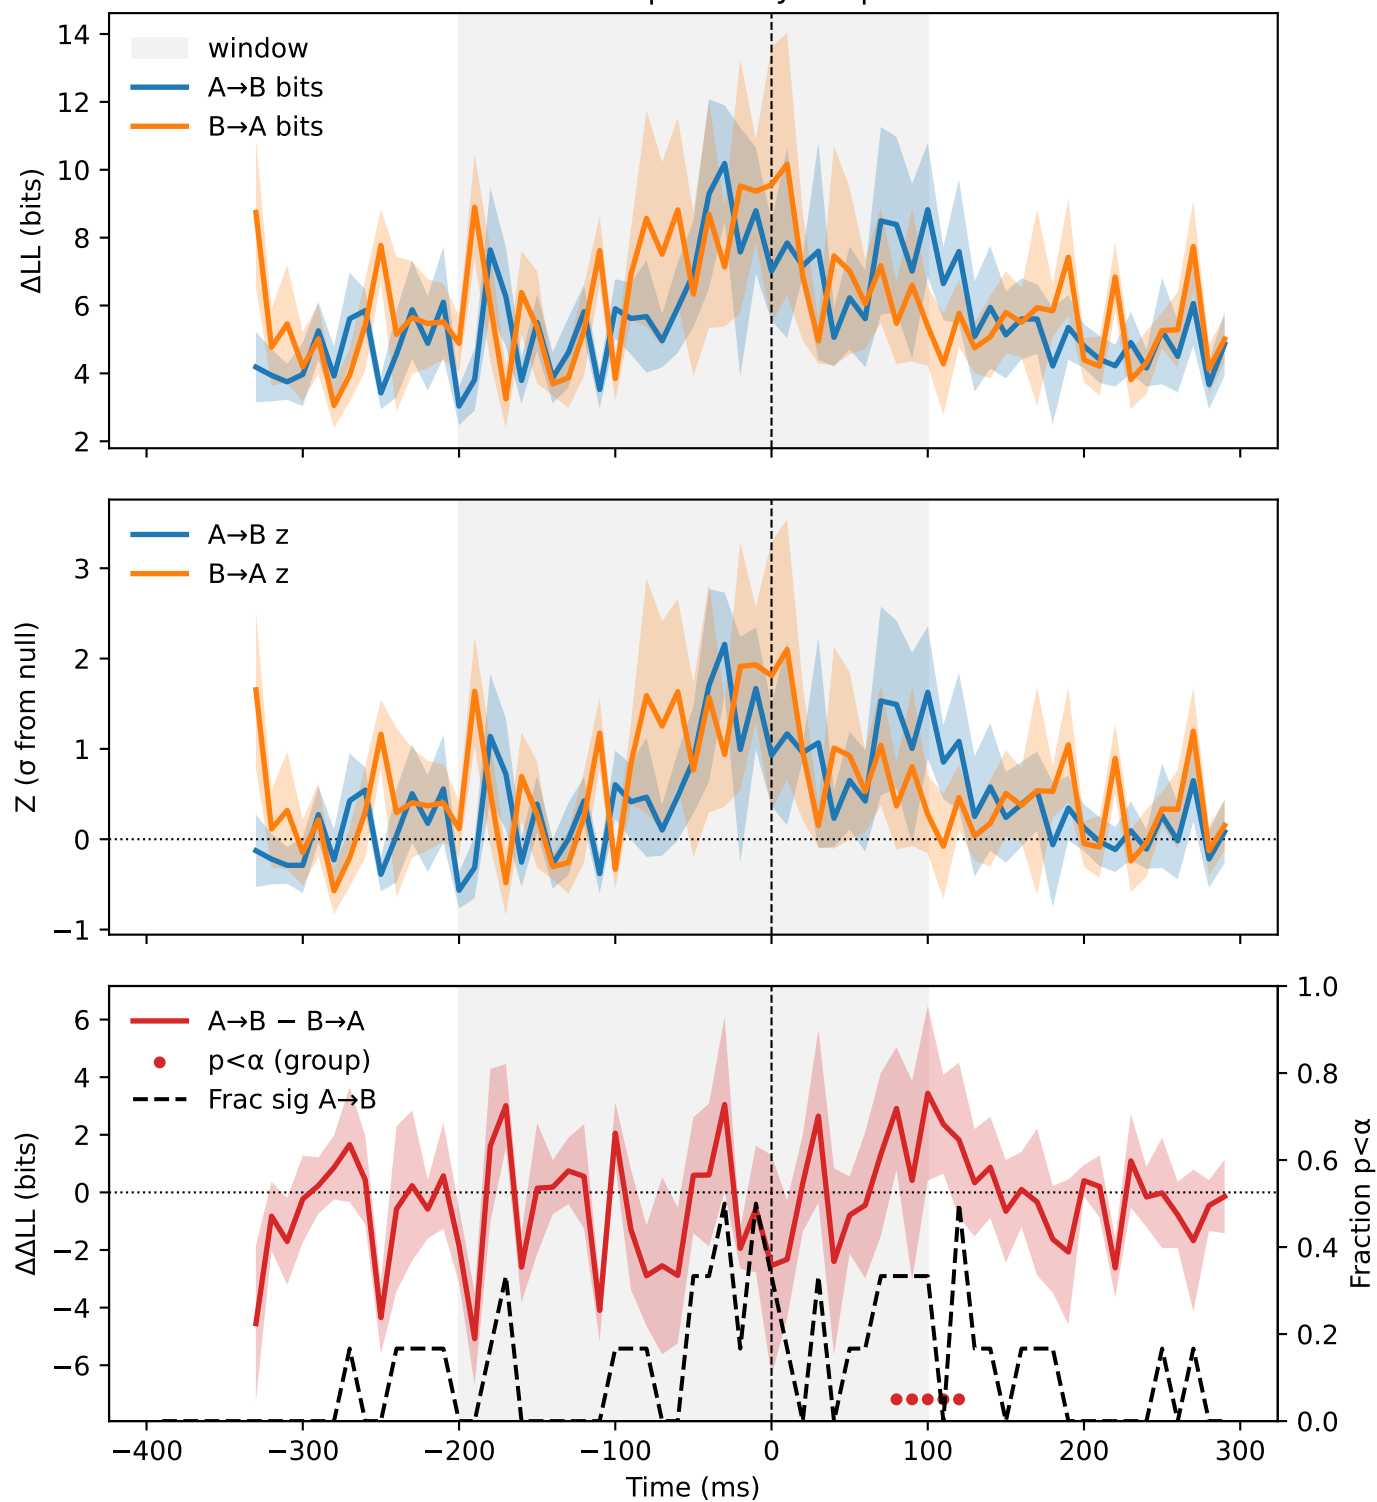 14
12
10
8
6
4
2
ΔLL (bits)
window
A→B bits
B→A bits
3
2
1
0
−1
Z (σ from null)
A→B z
B→A z
6
4
2
0
−2
−4
−6
ΔΔLL (bits)
A→B − B→A
p<α (group)
Frac sig A→B
1.0
0.8
0.6
0.4
0.2
0.0
Fraction p<α
−400 −300 −200 −100 0 100 200 300
Time (ms)